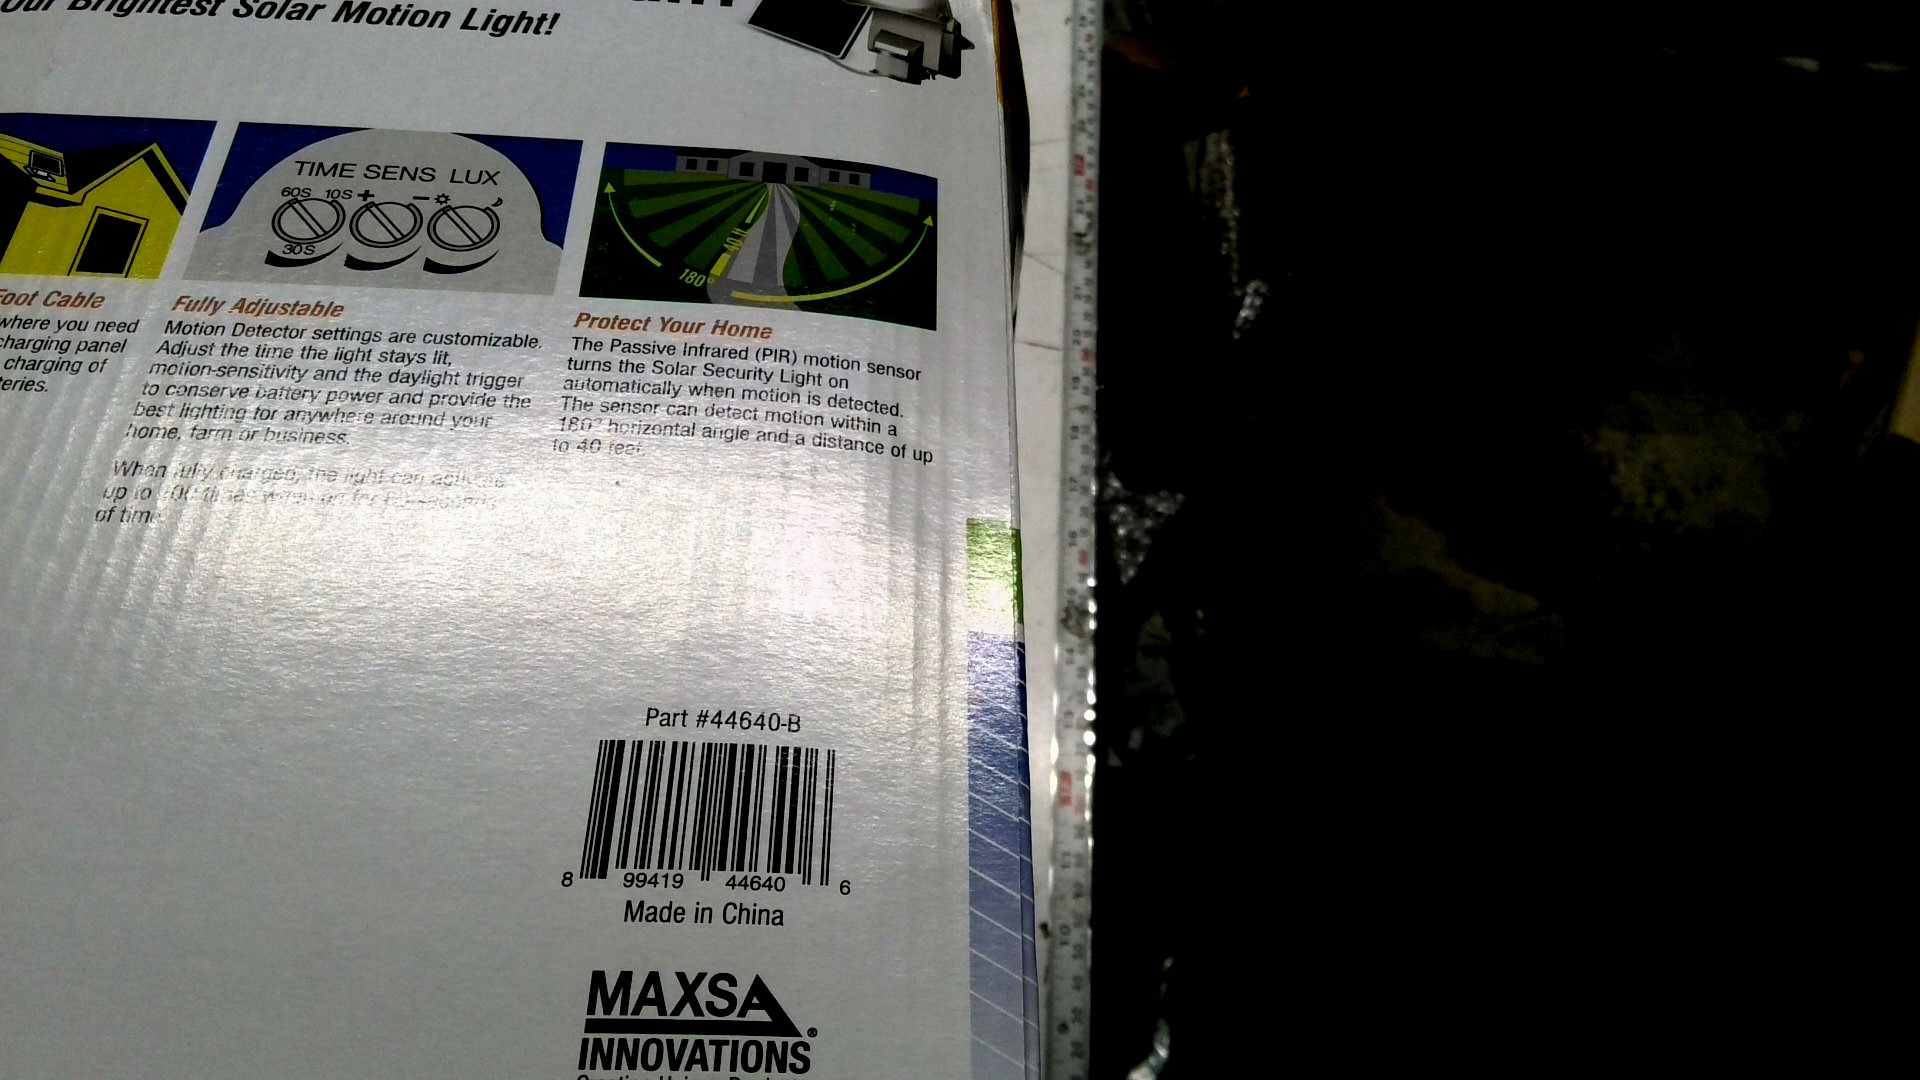 our Brightest Solar Motion Light!
TIME SENS LUX
60S 10S + -
30S
40 ft
180°
Foot Cable
where you need
charging panel
charging of
teries.
Fully Adjustable
Motion Detector settings are customizable.
Adjust the time the light stays lit,
motion-sensitivity and the daylight trigger
to conserve battery power and provide the
best lighting for anywhere around your
home, farm or business.
When fully charged, the light can
up to
of time
Protect Your Home
The Passive Infrared (PIR) motion sensor
turns the Solar Security Light on
automatically when motion is detected.
The sensor can detect motion within a
180° horizontal angle and a distance of up
to 40 feet.
Part #44640-B
8 99419 44640 6
Made in China
MAXSA®
INNOVATIONS